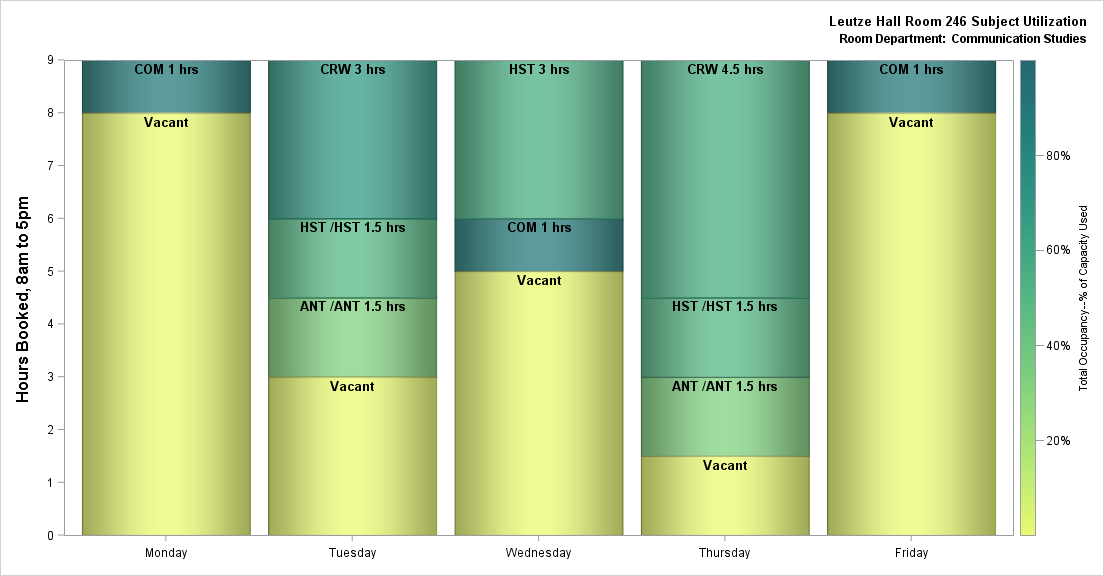 Leutze Hall Room 246 Subject Utilization
Room Department: Communication Studies
Hours Booked, 8am to 5pm
9
8
7
6
5
4
3
2
1
0
COM 1 hrs
Vacant
Monday
CRW 3 hrs
HST /HST 1.5 hrs
ANT /ANT 1.5 hrs
Vacant
Tuesday
HST 3 hrs
COM 1 hrs
Vacant
Wednesday
CRW 4.5 hrs
HST /HST 1.5 hrs
ANT /ANT 1.5 hrs
Vacant
Thursday
COM 1 hrs
Vacant
Friday
80%
60%
40%
20%
Total Occupancy--% of Capacity Used